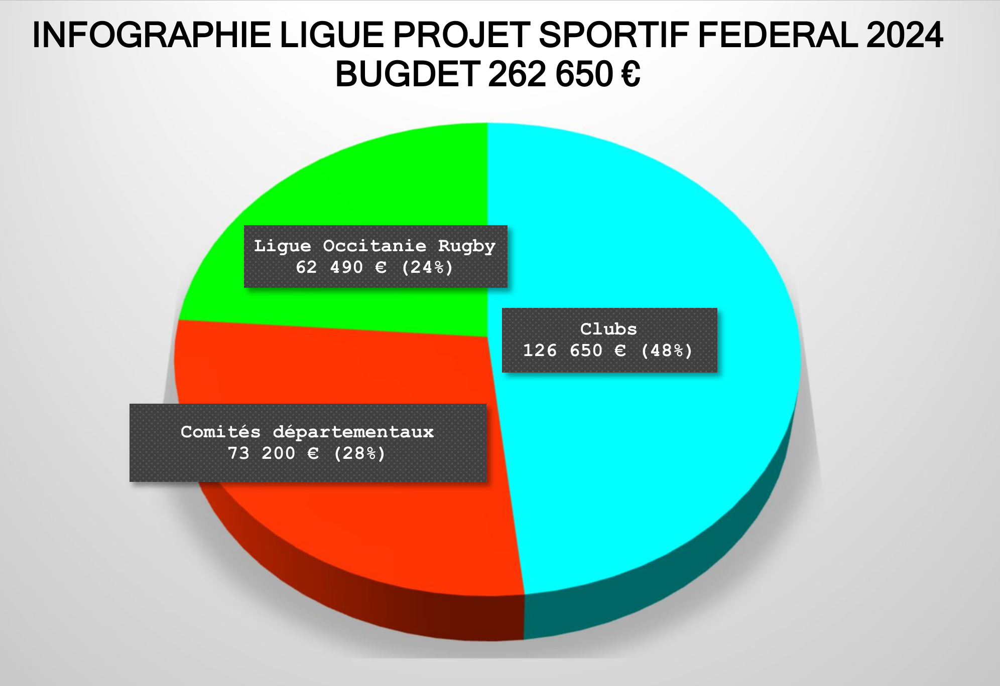 INFOGRAPHIE LIGUE PROJET SPORTIF FEDERAL 2024
BUGDET 262 650 €
Ligue Occitanie Rugby
62 490 € (24%)
Clubs
126 650 € (48%)
Comités départementaux
73 200 € (28%)